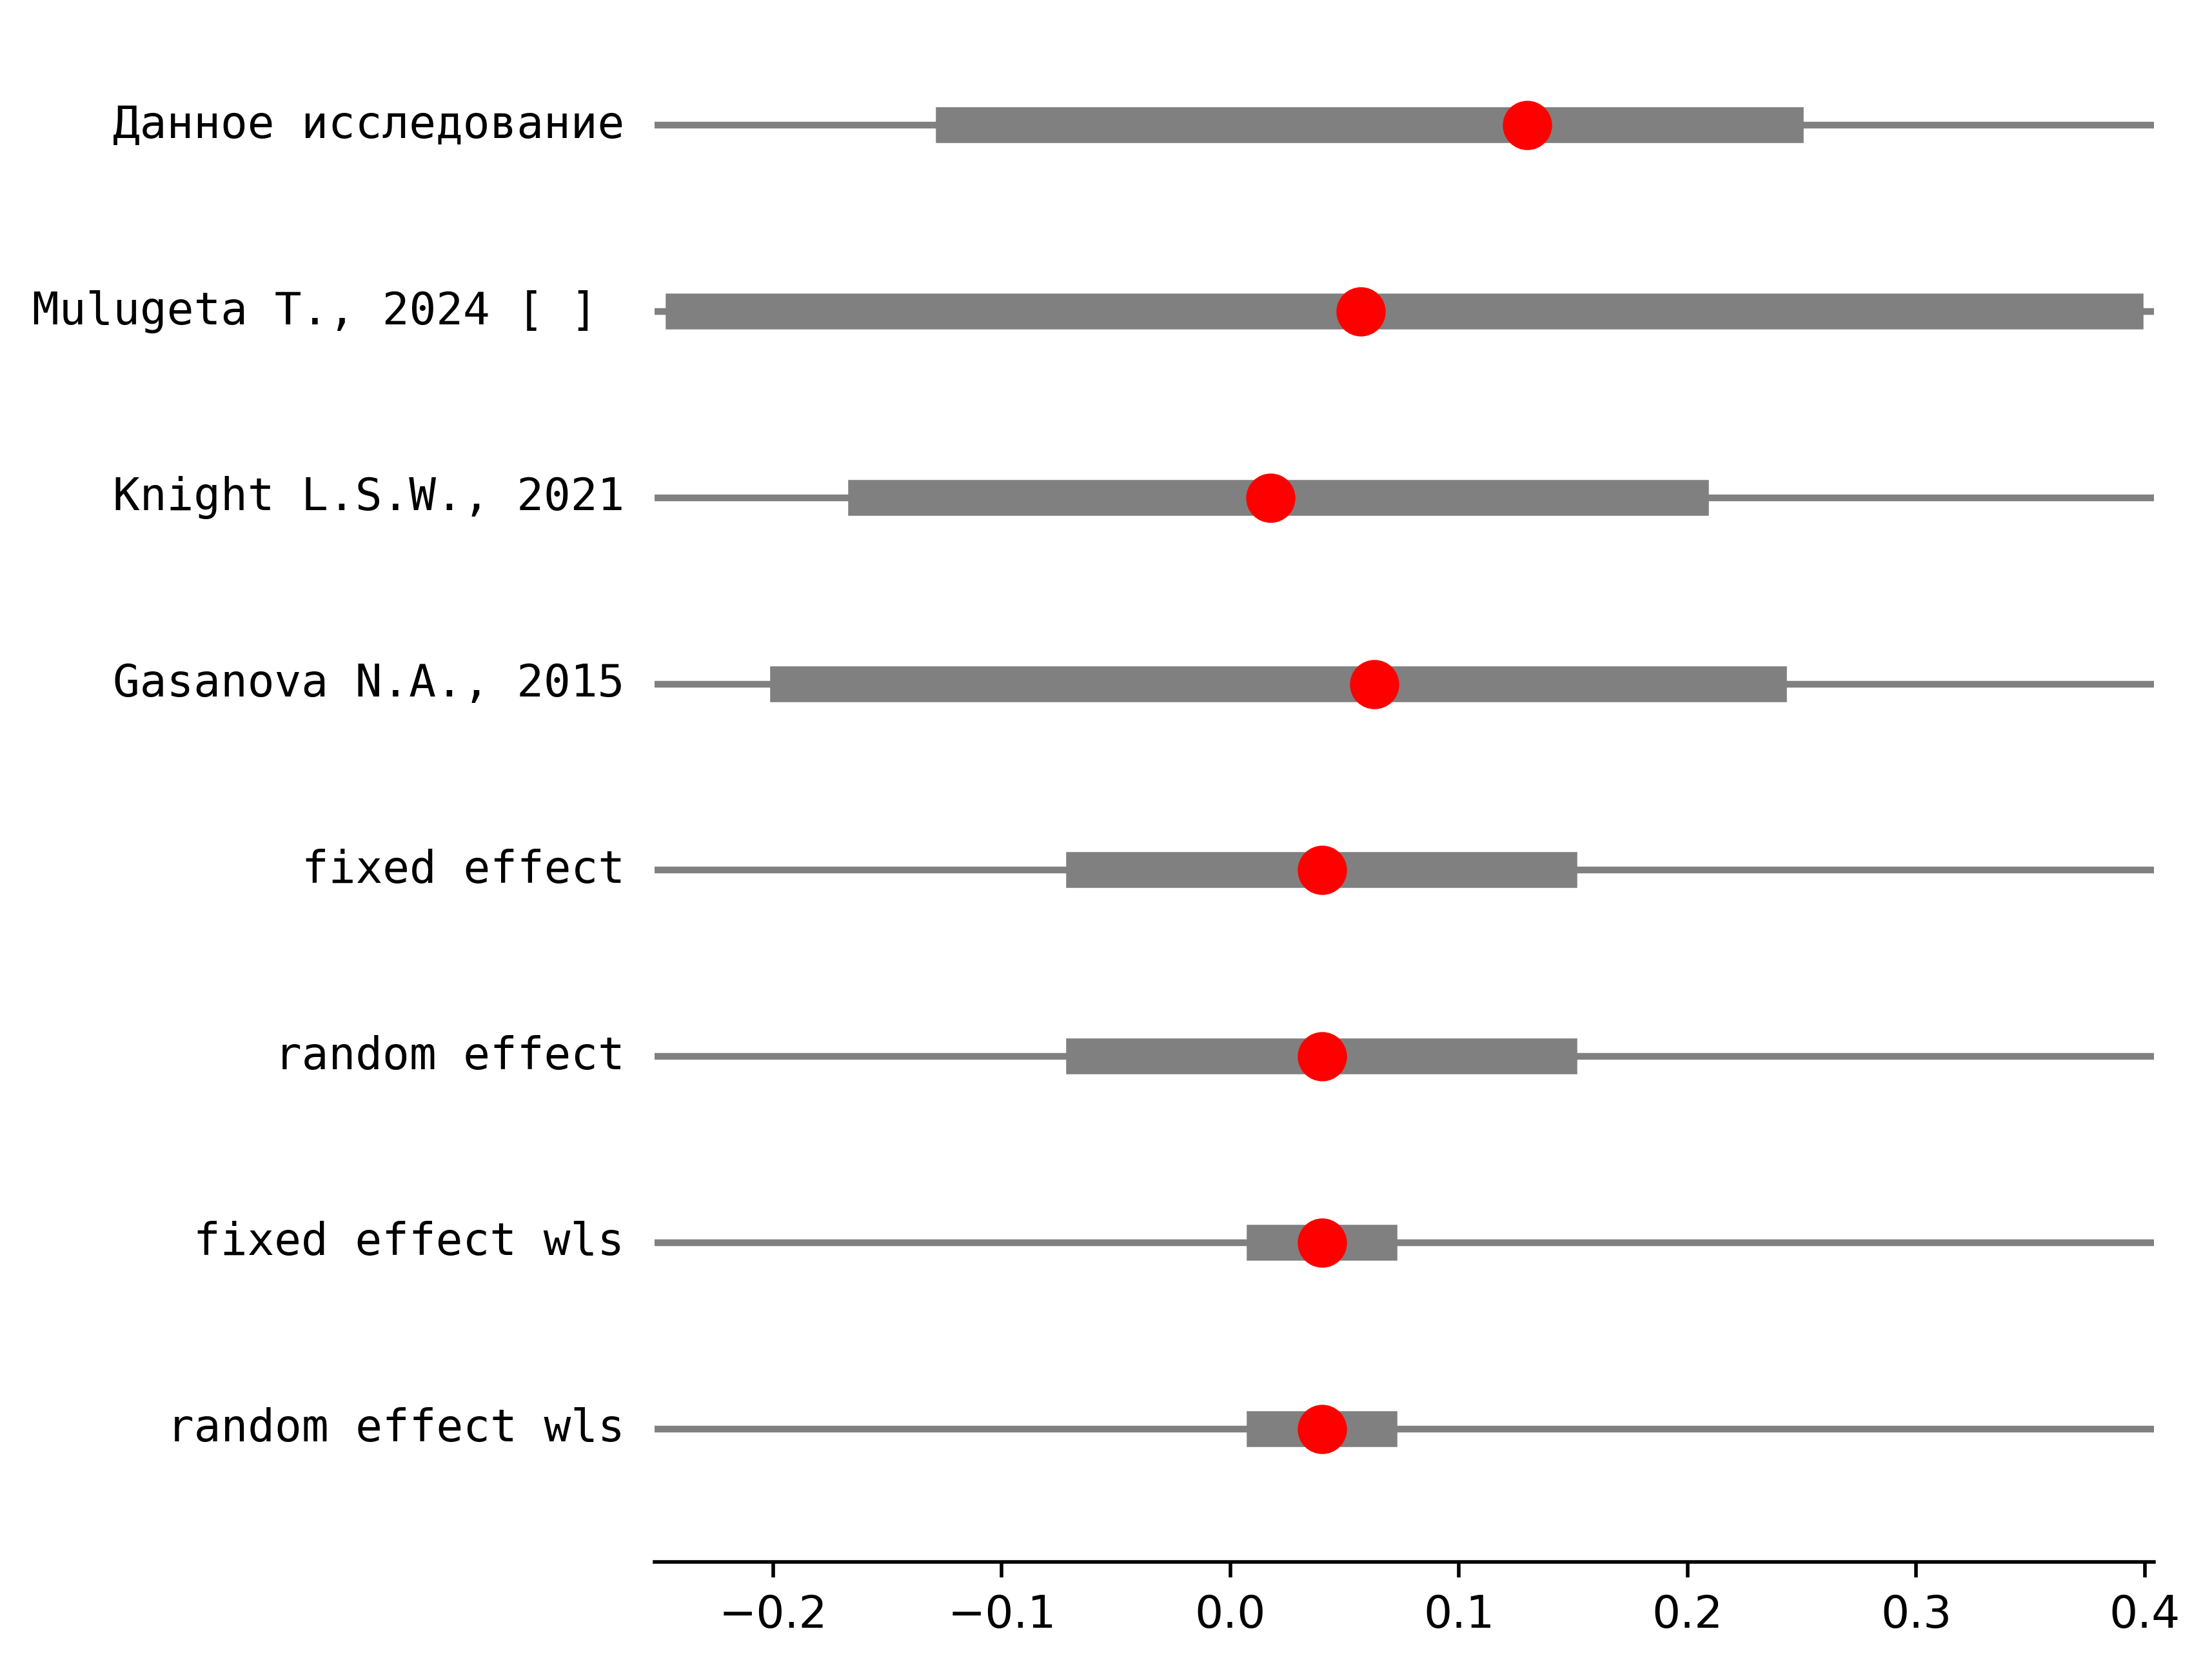 Данное исследование
Mulugeta T., 2024 [ ]
Knight L.S.W., 2021
Gasanova N.A., 2015
fixed effect
random effect
fixed effect wls
random effect wls
−0.2 −0.1 0.0 0.1 0.2 0.3 0.4